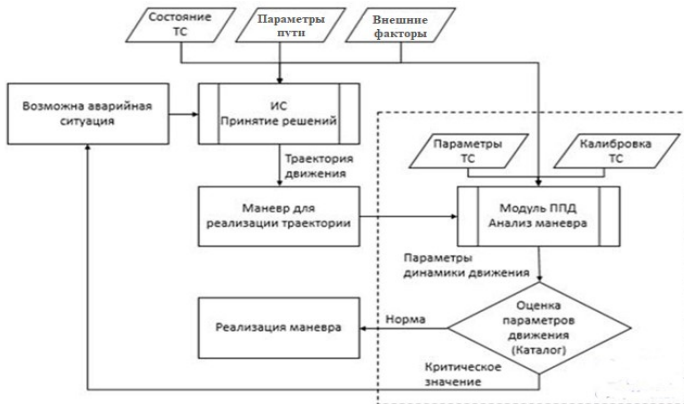 Состояние
ТС
Параметры
пути
Внешние
факторы
Возможна аварийная
ситуация
ИС
Принятие решений
Траектория
движения
Параметры
ТС
Калибровка
ТС
Маневр для
реализации траектории
Модуль ППД
Анализ маневра
Параметры
динамики движения
Реализация маневра
Норма
Оценка
параметров
движения
(Каталог)
Критическое
значение